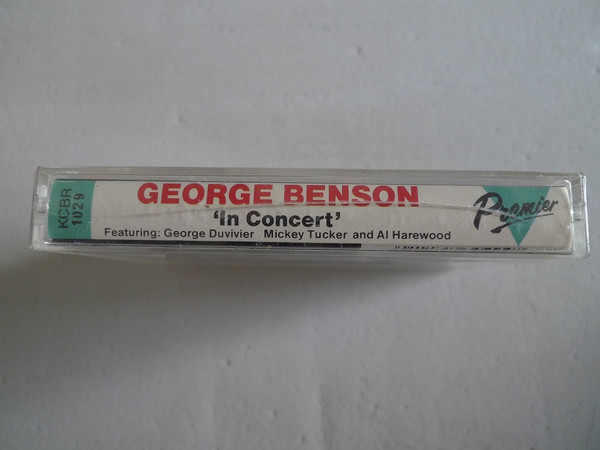 KCBR
1029
GEORGE BENSON
'In Concert'
Featuring: George Duvivier Mickey Tucker and Al Harewood
Premier